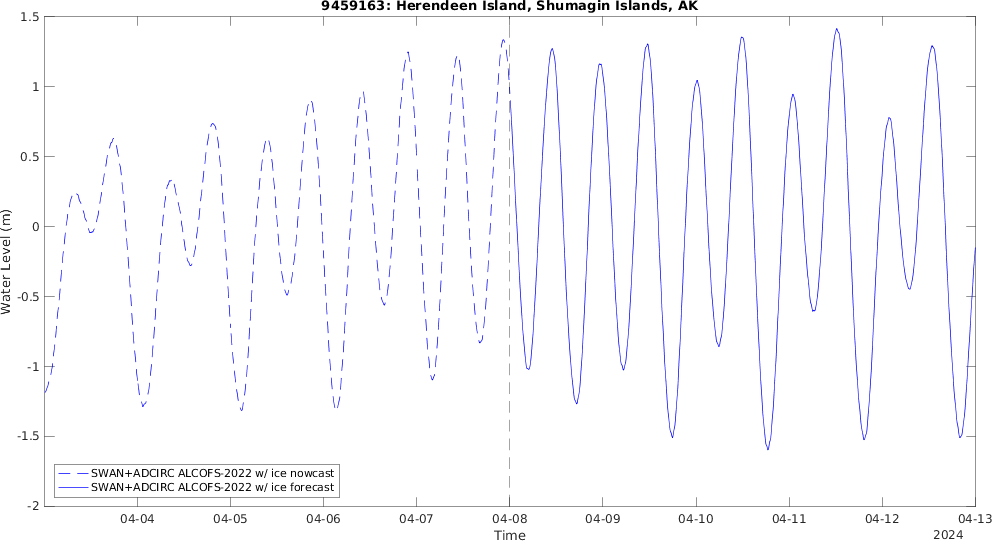 9459163: Herendeen Island, Shumagin Islands, AK
1.5
1
0.5
0
-0.5
-1
-1.5
-2
Water Level (m)
SWAN+ADCIRC ALCOFS-2022 w/ ice nowcast
SWAN+ADCIRC ALCOFS-2022 w/ ice forecast
04-04 04-05 04-06 04-07 04-08 04-09 04-10 04-11 04-12 04-13
Time
2024